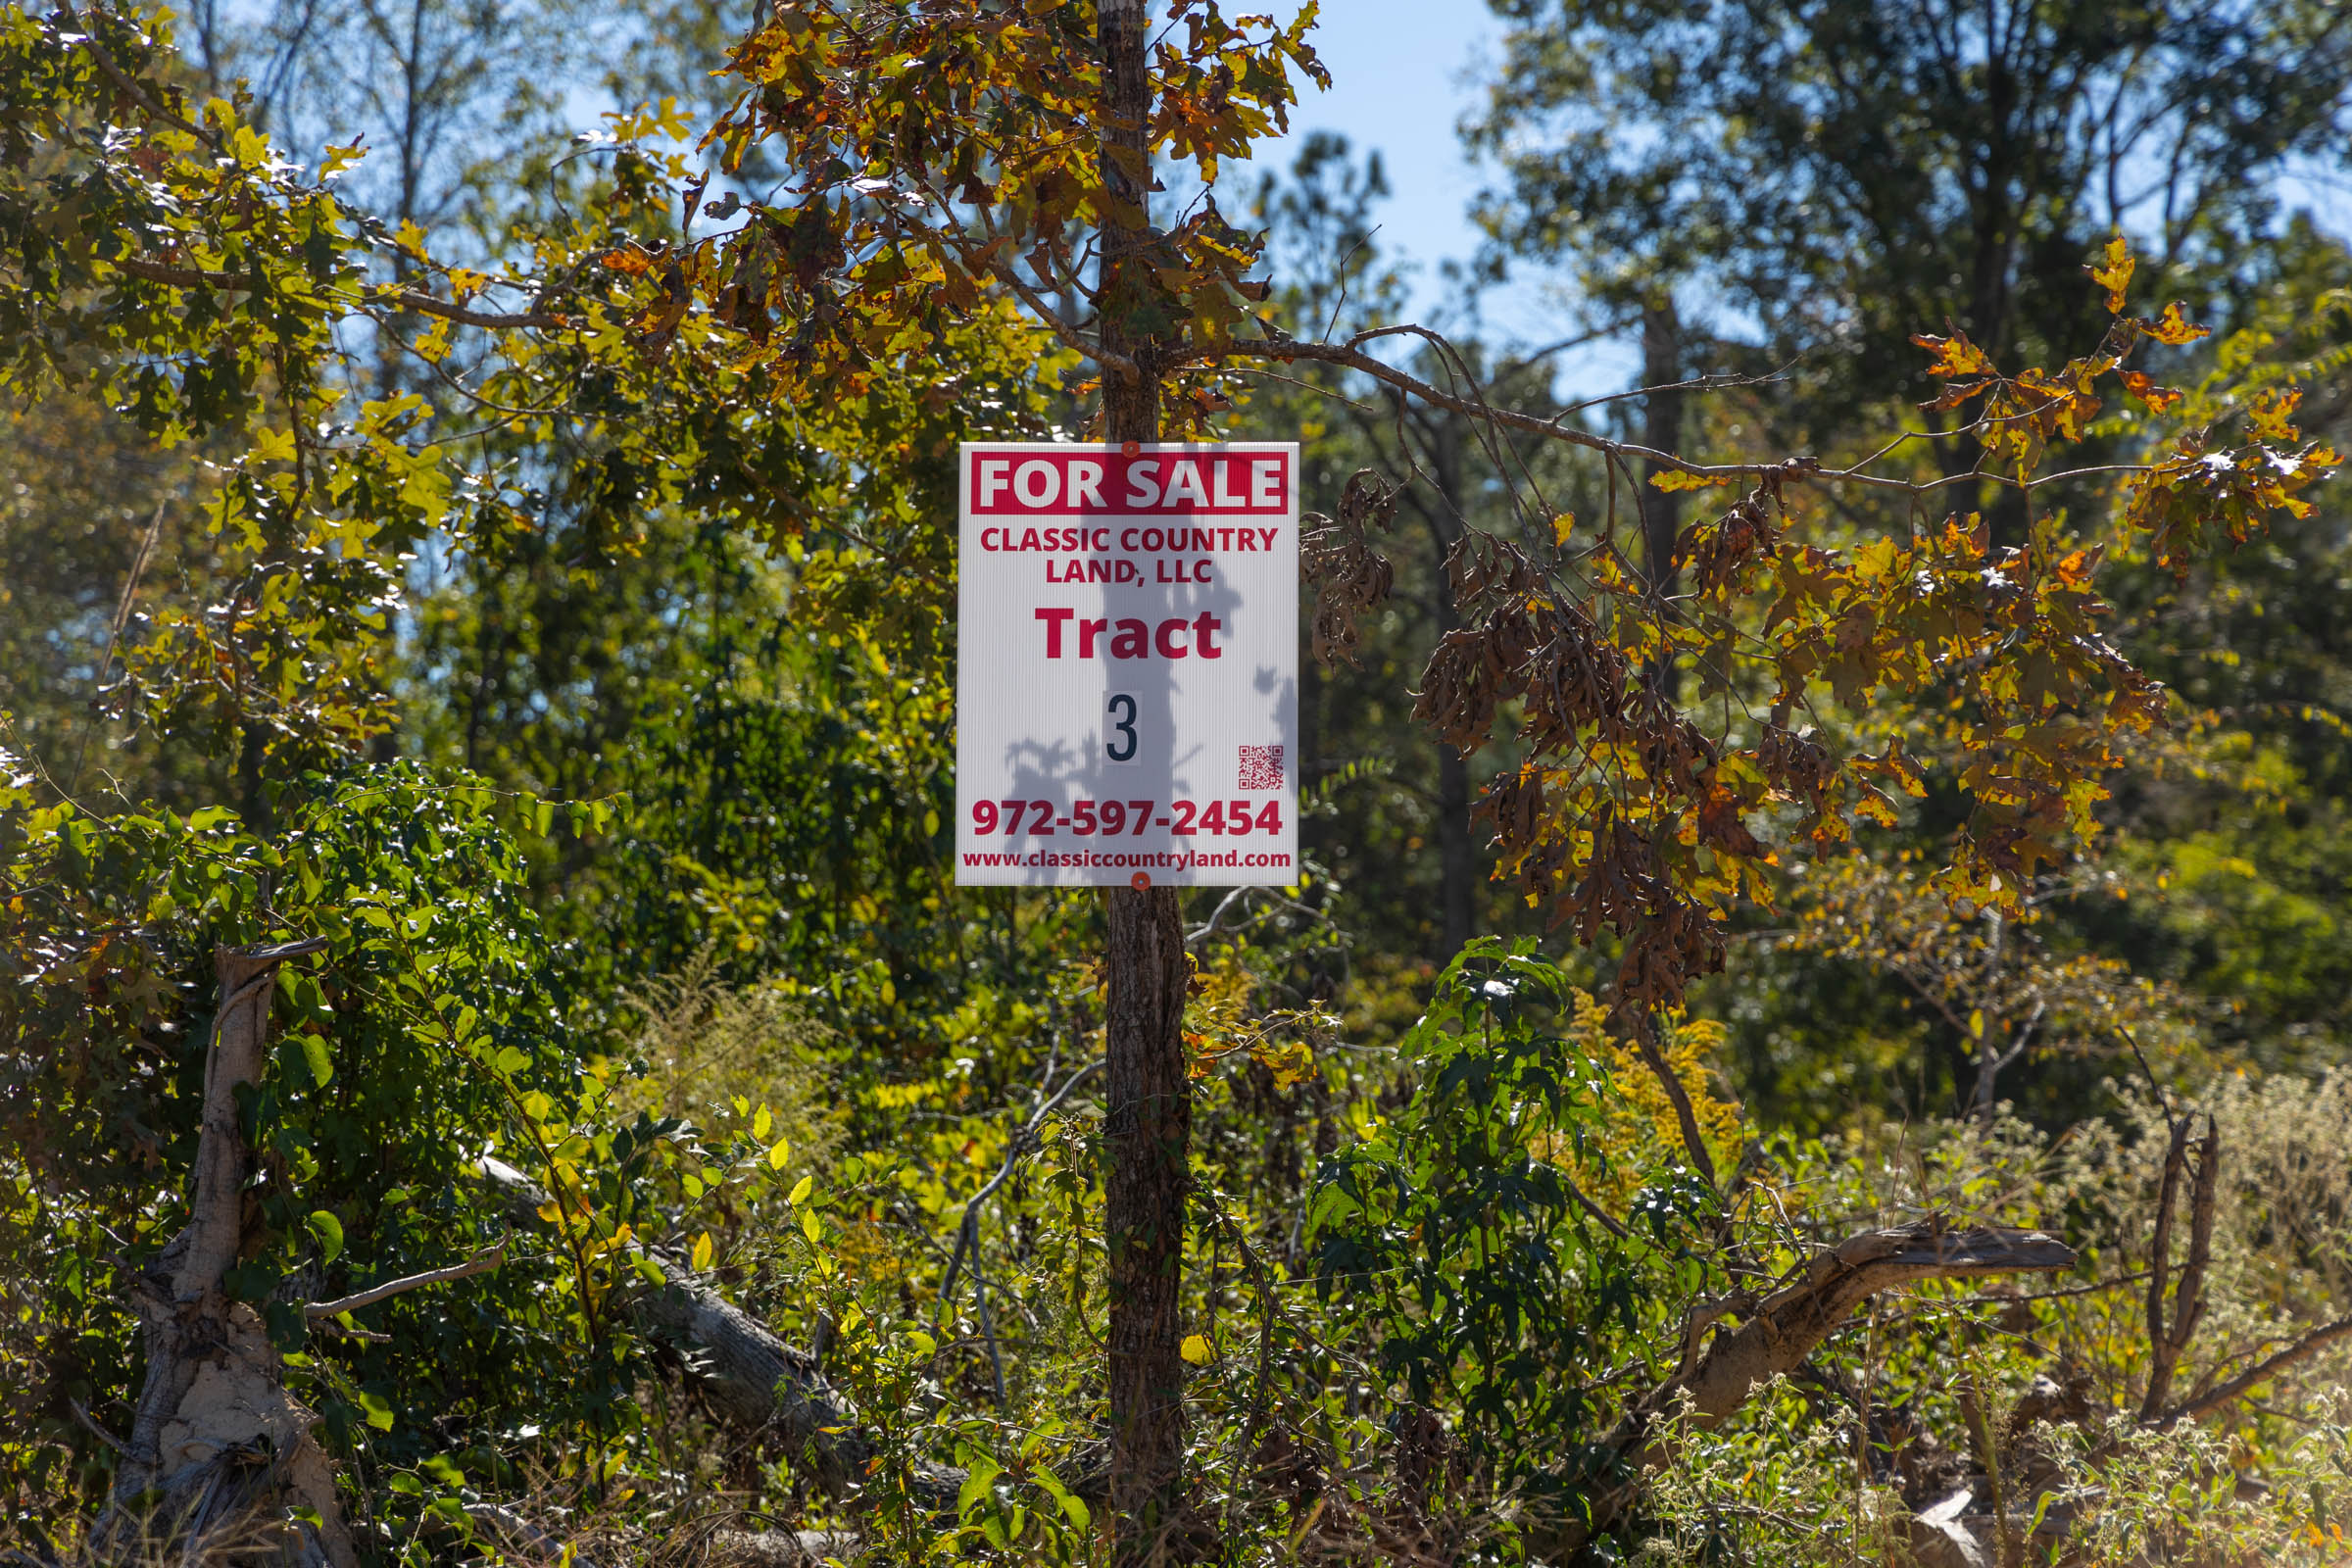 FOR SALE
CLASSIC COUNTRY
LAND, LLC
Tract
3
972-597-2454
www.classiccountryland.com